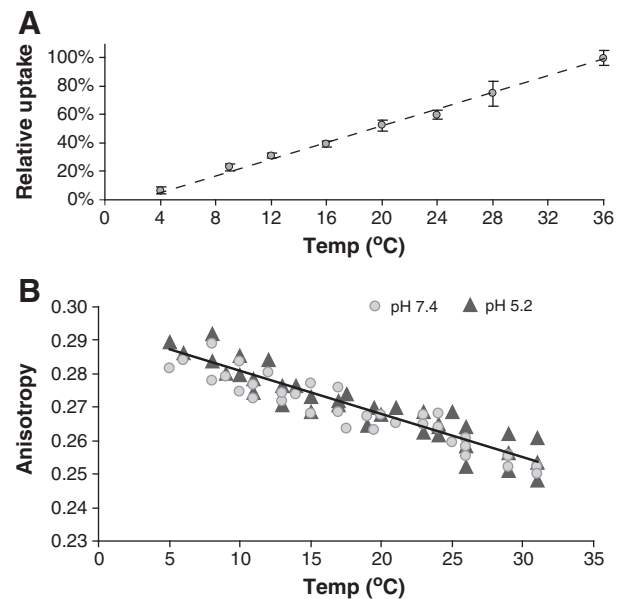 A
Relative uptake
100%
80%
60%
40%
20%
0%
0 4 8 12 16 20 24 28 32 36
Temp (°C)
B
pH 7.4 pH 5.2
Anisotropy
0.30
0.29
0.28
0.27
0.26
0.25
0.24
0.23
0 5 10 15 20 25 30 35
Temp (°C)